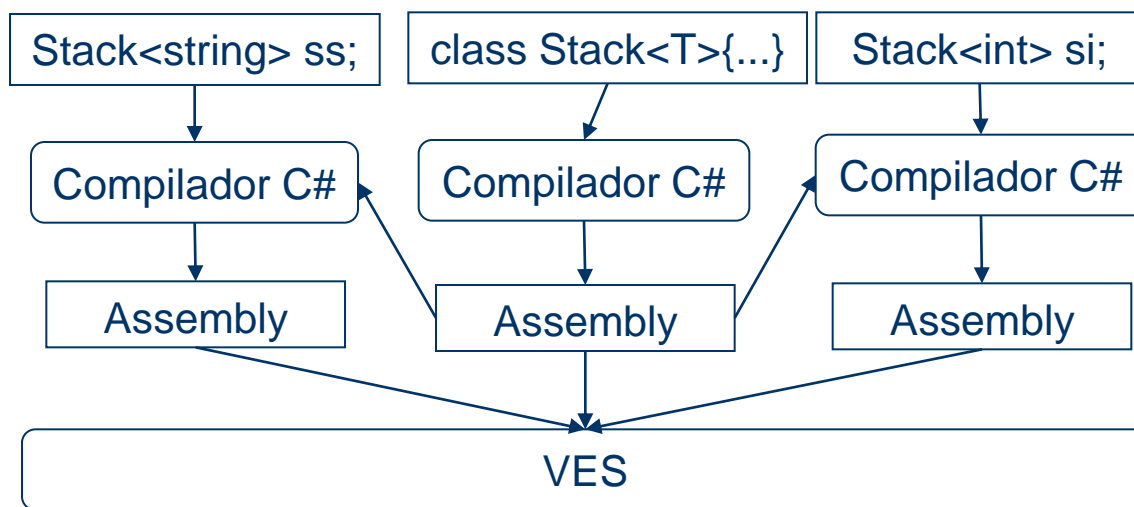 Stack<string> ss;
class Stack<T>{...}
Stack<int> si;
Compilador C#
Compilador C#
Compilador C#
Assembly
Assembly
Assembly
VES